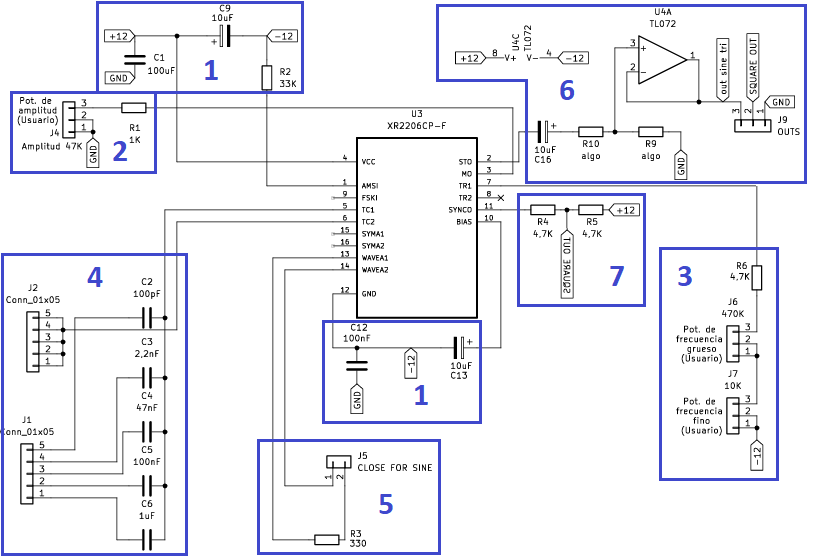 C9
10uF
+12
-12
+
C1
100uF
GND
1
R2
33K
U4A
TL072
U4C
TL072
+12
8
V+
V-
4
-12
3
+
2
-
1
out sine tri
SQUARE OUT
GND
3
2
1
J9
OUTS
6
10uF
C16
+
R10
algo
R9
algo
GND
Pot. de
amplitud
(Usuario)
J4
Amplitud 47K
3
2
1
GND
R1
1K
2
U3
XR2206CP-F
4
VCC
1
AMSI
9
FSKI
5
TC1
6
TC2
15
SYMA1
16
SYMA2
13
WAVEA1
14
WAVEA2
12
GND
STO
2
MO
3
TR1
7
TR2
8
SYNCO
11
BIAS
10
R4
4,7K
R5
4,7K
+12
SQUARE OUT
7
3
R6
4,7K
J6
470K
Pot. de
frecuencia
grueso
(Usuario)
3
2
1
J7
10K
Pot. de
frecuencia
fino
(Usuario)
3
2
1
-12
4
J2
Conn_01x05
5
4
3
2
1
C2
100pF
C3
2,2nF
C4
47nF
C5
100nF
C6
1uF
J1
Conn_01x05
5
4
3
2
1
C12
100nF
GND
-12
+
10uF
C13
1
J5
CLOSE FOR SINE
1
2
5
R3
330